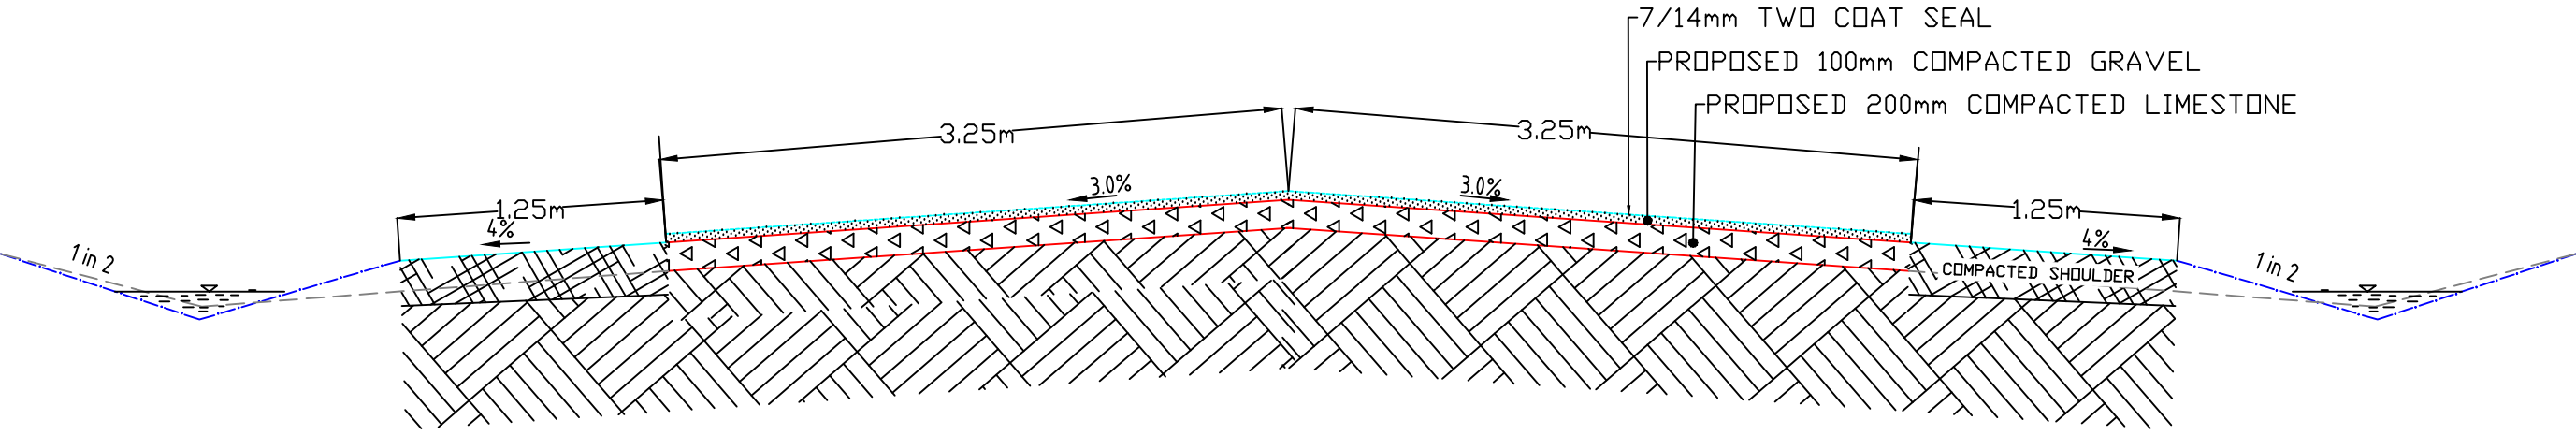 7/14mm TWO COAT SEAL
PROPOSED 100mm COMPACTED GRAVEL
PROPOSED 200mm COMPACTED LIMESTONE
3.25m
3.25m
3.0%
3.0%
1.25m
1.25m
4%
4%
1 in 2
1 in 2
COMPACTED SHOULDER